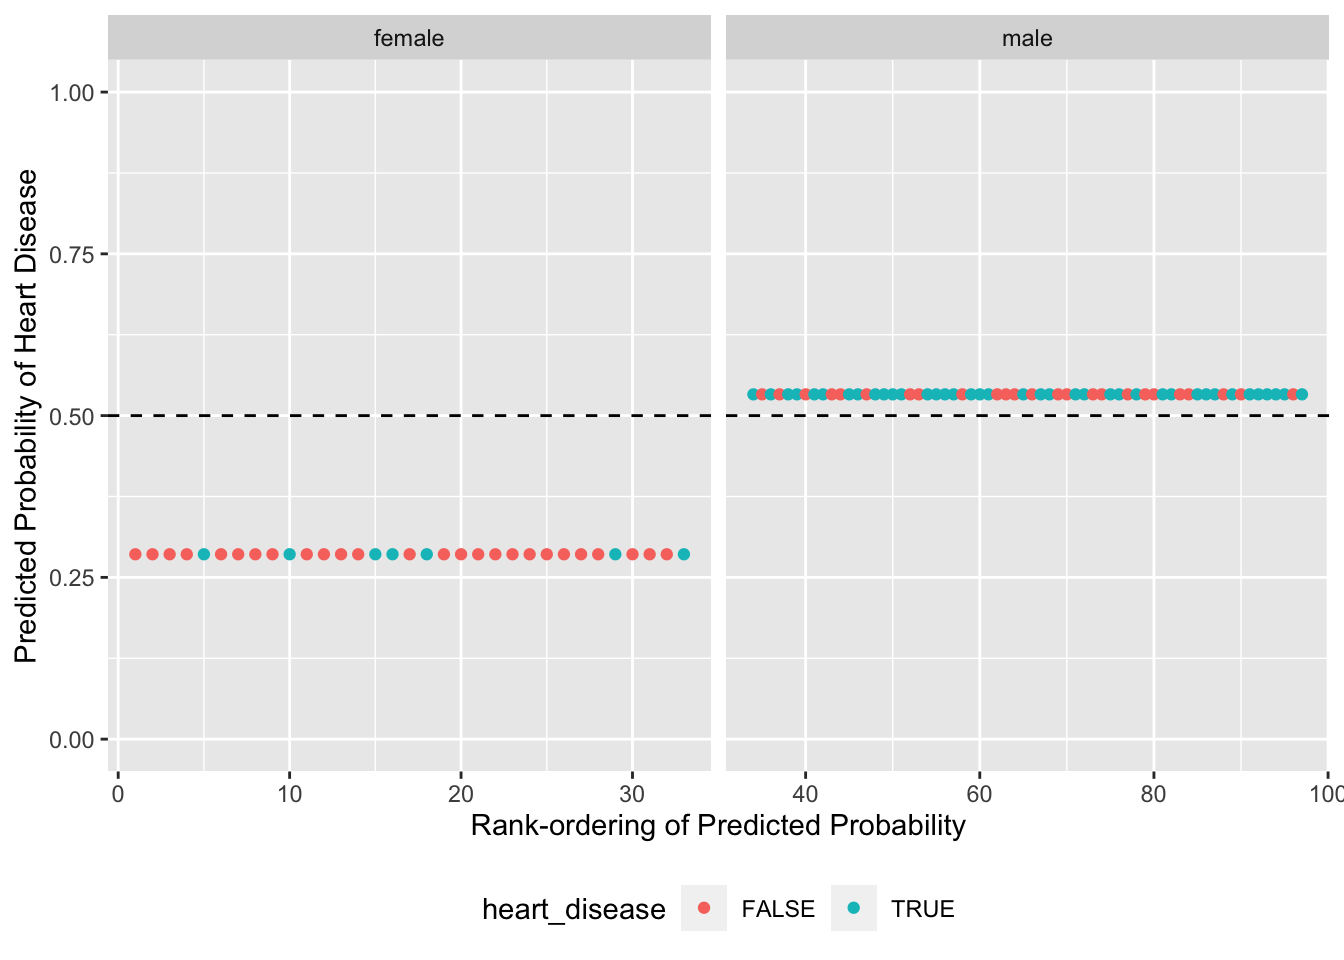 female
male
Predicted Probability of Heart Disease
1.00
0.75
0.50
0.25
0.00
0
10
20
30
40
60
80
100
Rank-ordering of Predicted Probability
heart_disease
FALSE
TRUE